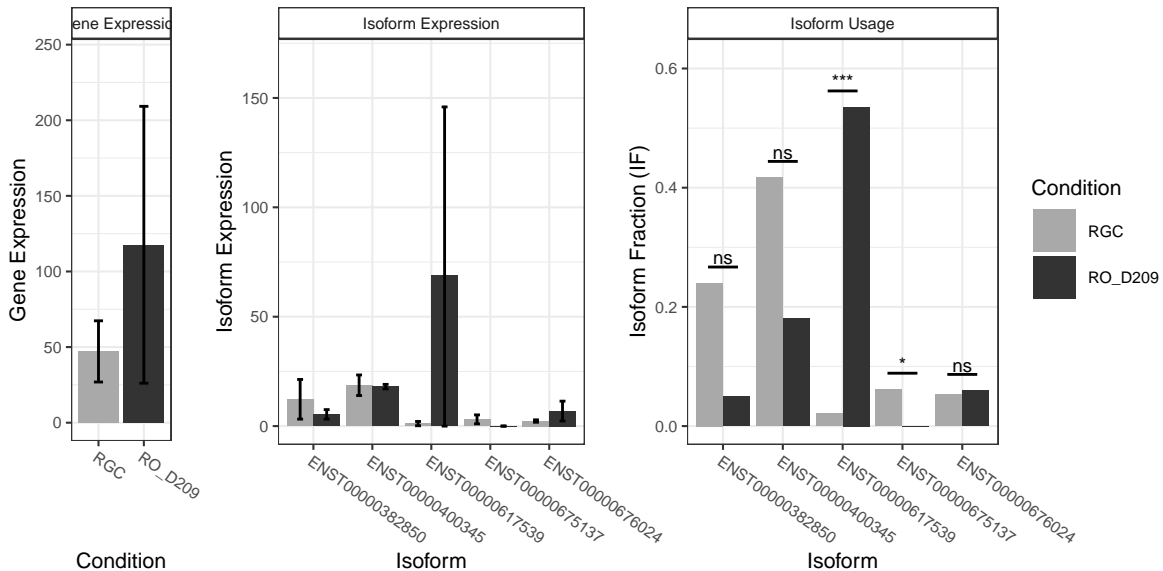 ene Expressio
Gene Expression
250
200
150
100
50
0
RGC
RO_D209
Condition
Isoform Expression
Isoform Expression
150
100
50
0
ENST00000382850
ENST00000400345
ENST00000617539
ENST00000675137
ENST00000676024
Isoform
Isoform Usage
Isoform Fraction (IF)
0.6
0.4
0.2
0.0
ns
ns
***
*
ns
ENST00000382850
ENST00000400345
ENST00000617539
ENST00000675137
ENST00000676024
Isoform
Condition
RGC
RO_D209